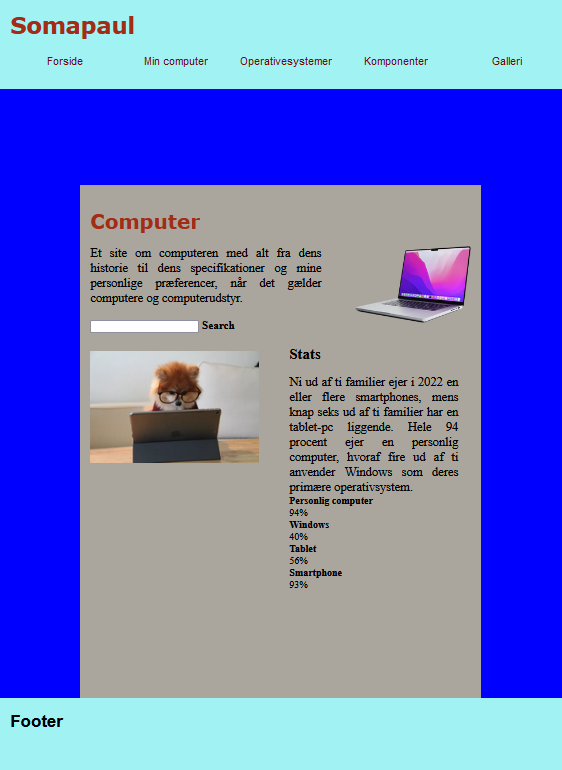 Somapaul
Forside Min computer Operativesystemer Komponenter Galleri
Computer
Et site om computeren med alt fra dens
historie til dens specifikationer og mine
personlige præferencer, når det gælder
computere og computerudstyr.
Search
Stats
Ni ud af ti familier ejer i 2022 en
eller flere smartphones, mens
knap seks ud af ti familier har en
tablet-pc liggende. Hele 94
procent ejer en personlig
computer, hvoraf fire ud af ti
anvender Windows som deres
primære operativsystem.
Personlig computer
94%
Windows
40%
Tablet
56%
Smartphone
93%
Footer